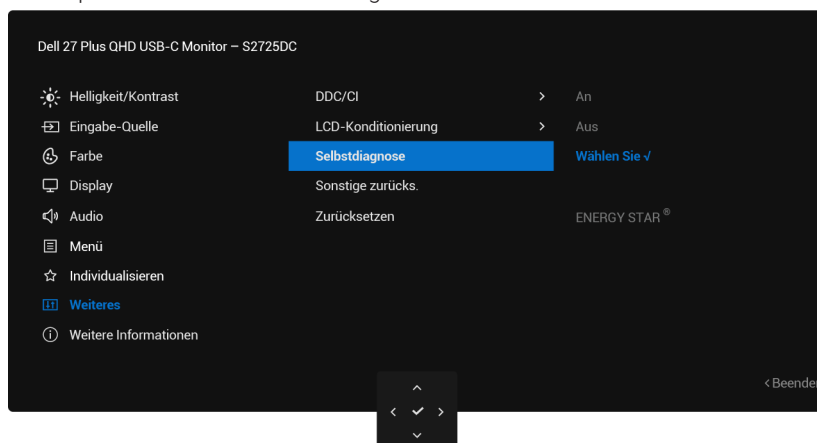 Dell 27 Plus QHD USB-C Monitor – S2725DC
Helligkeit/Kontrast DDC/CI > An
Eingabe-Quelle LCD-Konditionierung > Aus
Farbe Selbstdiagnose Wählen Sie √
Display Sonstige zurücks.
Audio Zurücksetzen ENERGY STAR®
Menü
Individualisieren
Weiteres
Weitere Informationen